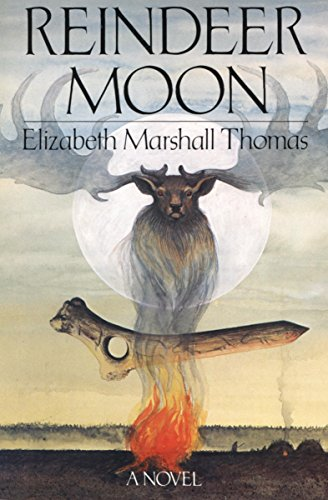 REINDEER
MOON
Elizabeth Marshall Thomas
A NOVEL